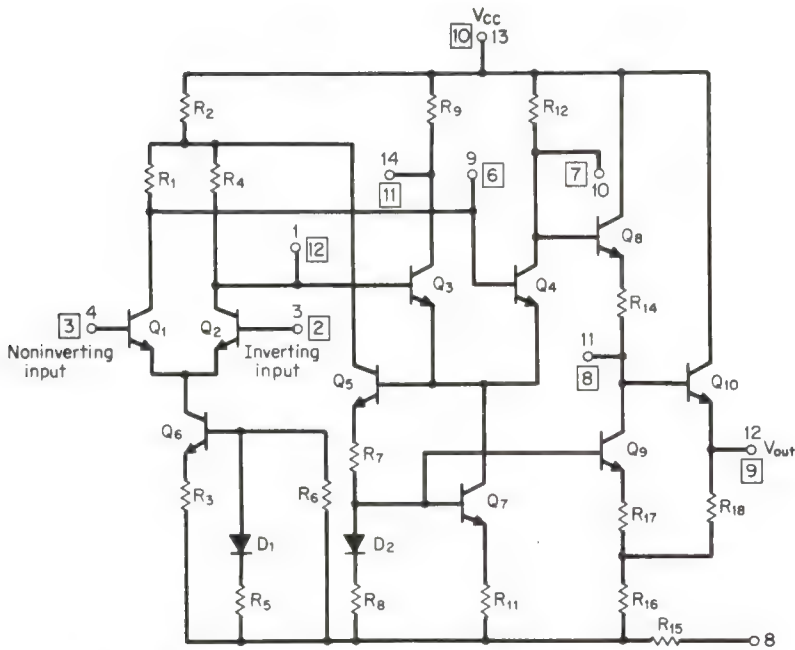 Vcc
10 13
R2
R9
R12
14
11
9
6
7
10
R1
R4
Q8
1
12
Q3
Q4
R14
4
3
Q1
Q2
3
2
Noninverting
input
Inverting
input
11
8
Q5
Q10
Q6
R7
Q9
12
Vout
9
R3
R6
Q7
R17
R18
D1
D2
R5
R8
R11
R16
R15
8